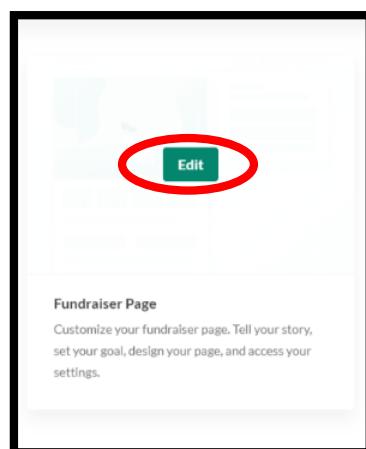 Edit
Fundraiser Page
Customize your fundraiser page. Tell your story,
set your goal, design your page, and access your
settings.